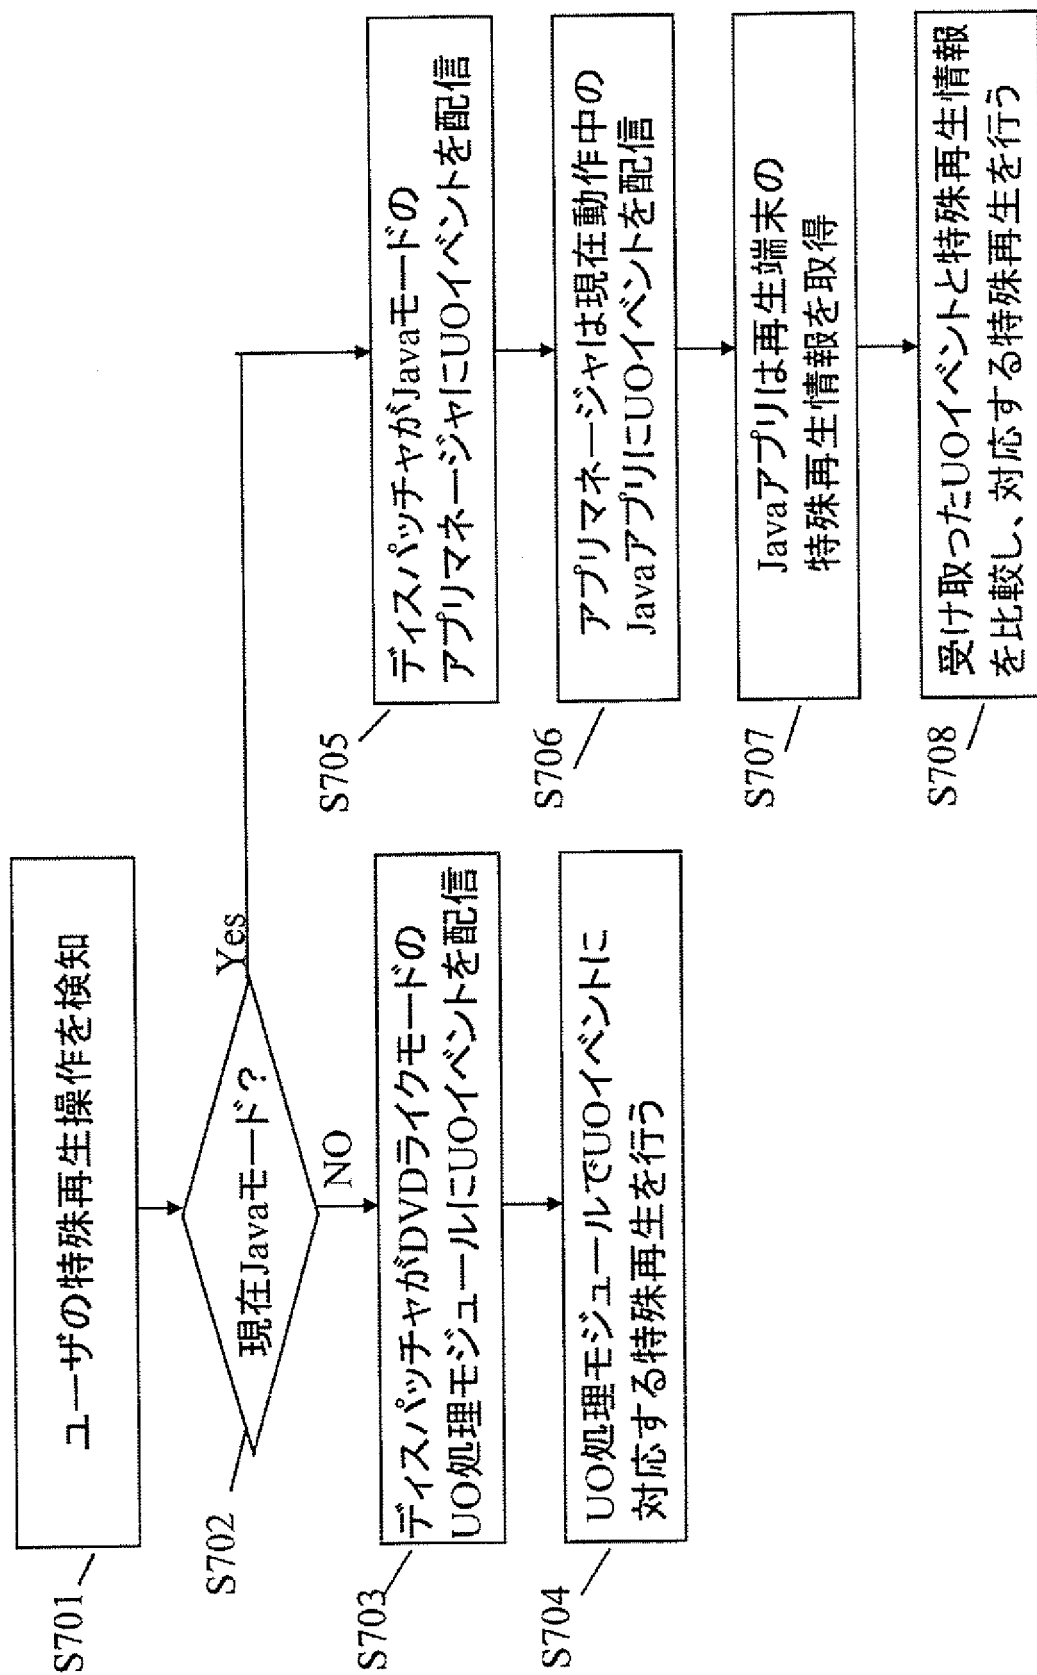 S701
ユーザの特殊再生操作を検知
S702
現在Javaモード?
Yes
NO
S703
ディスパッチャがDVDライクモードの
UO処理モジュールにUOイベントを配信
S704
UO処理モジュールでUOイベントに
対応する特殊再生を行う
S705
ディスパッチャがJavaモードの
アプリマネージャにUOイベントを配信
S706
アプリマネージャは現在動作中の
JavaアプリにUOイベントを配信
S707
Javaアプリは再生端末の
特殊再生情報を取得
S708
受け取ったUOイベントと特殊再生情報
を比較し、対応する特殊再生を行う